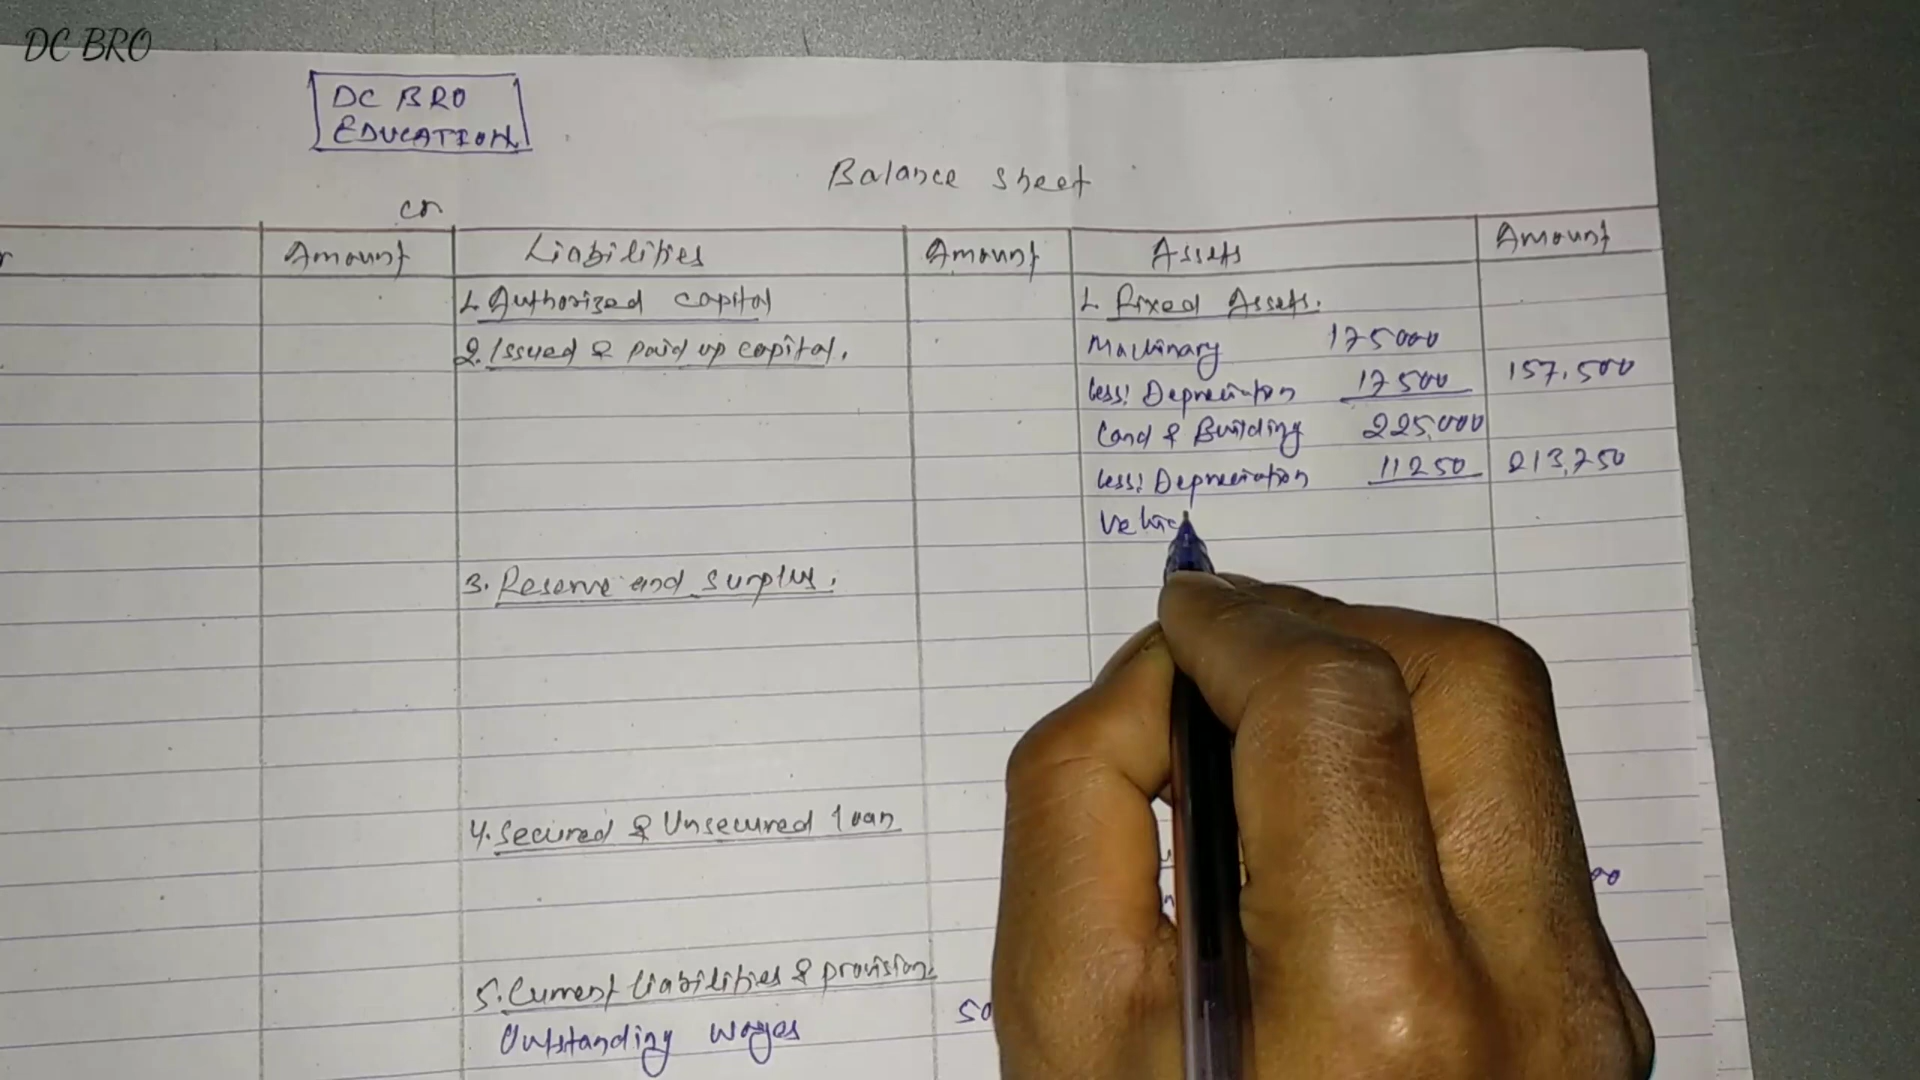 DC BRO
DC BRO
EDUCATION
Balance sheet
cr
Amount Liabilities Amount Assets Amount
1. Authorized capital 1. Fixed Assets.
2. Issued & paid up capital. Machinary 175000
less: Depreciation 17500 157,500
Land & Building 225,000
less: Depreciation 11250 213,750
Vehic
3. Reserve and surplus.
4. Secured & Unsecured loan
5. Current liabilities & provision.
Outstanding wages